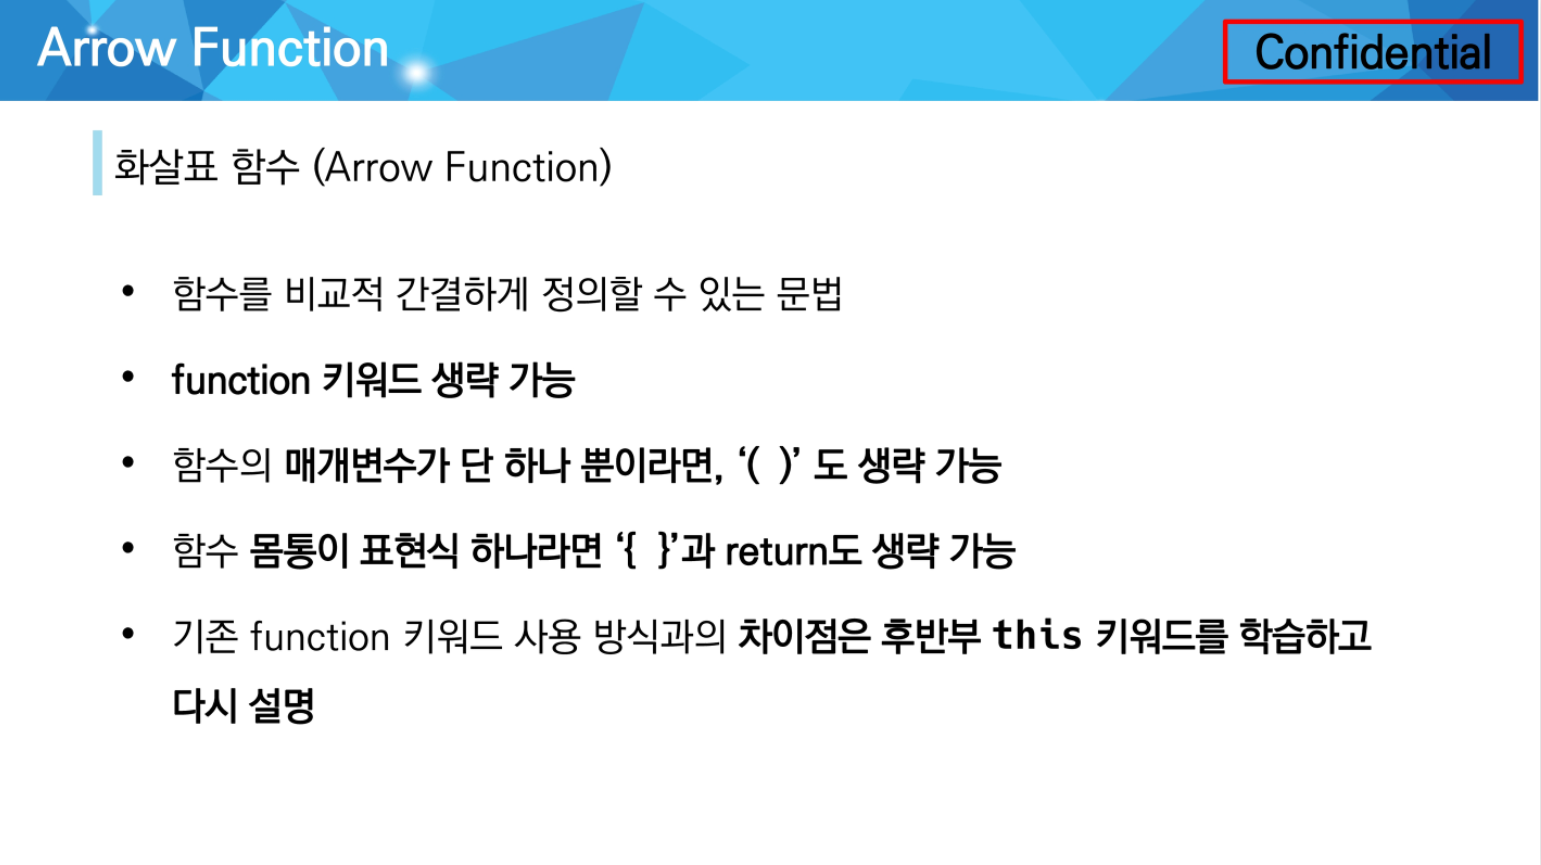 Arrow Function
Confidential
화살표 함수 (Arrow Function)
• 함수를 비교적 간결하게 정의할 수 있는 문법
• function 키워드 생략 가능
• 함수의 매개변수가 단 하나 뿐이라면, ‘( )’ 도 생략 가능
• 함수 몸통이 표현식 하나라면 ‘{ }’과 return도 생략 가능
• 기존 function 키워드 사용 방식과의 차이점은 후반부 this 키워드를 학습하고
다시 설명